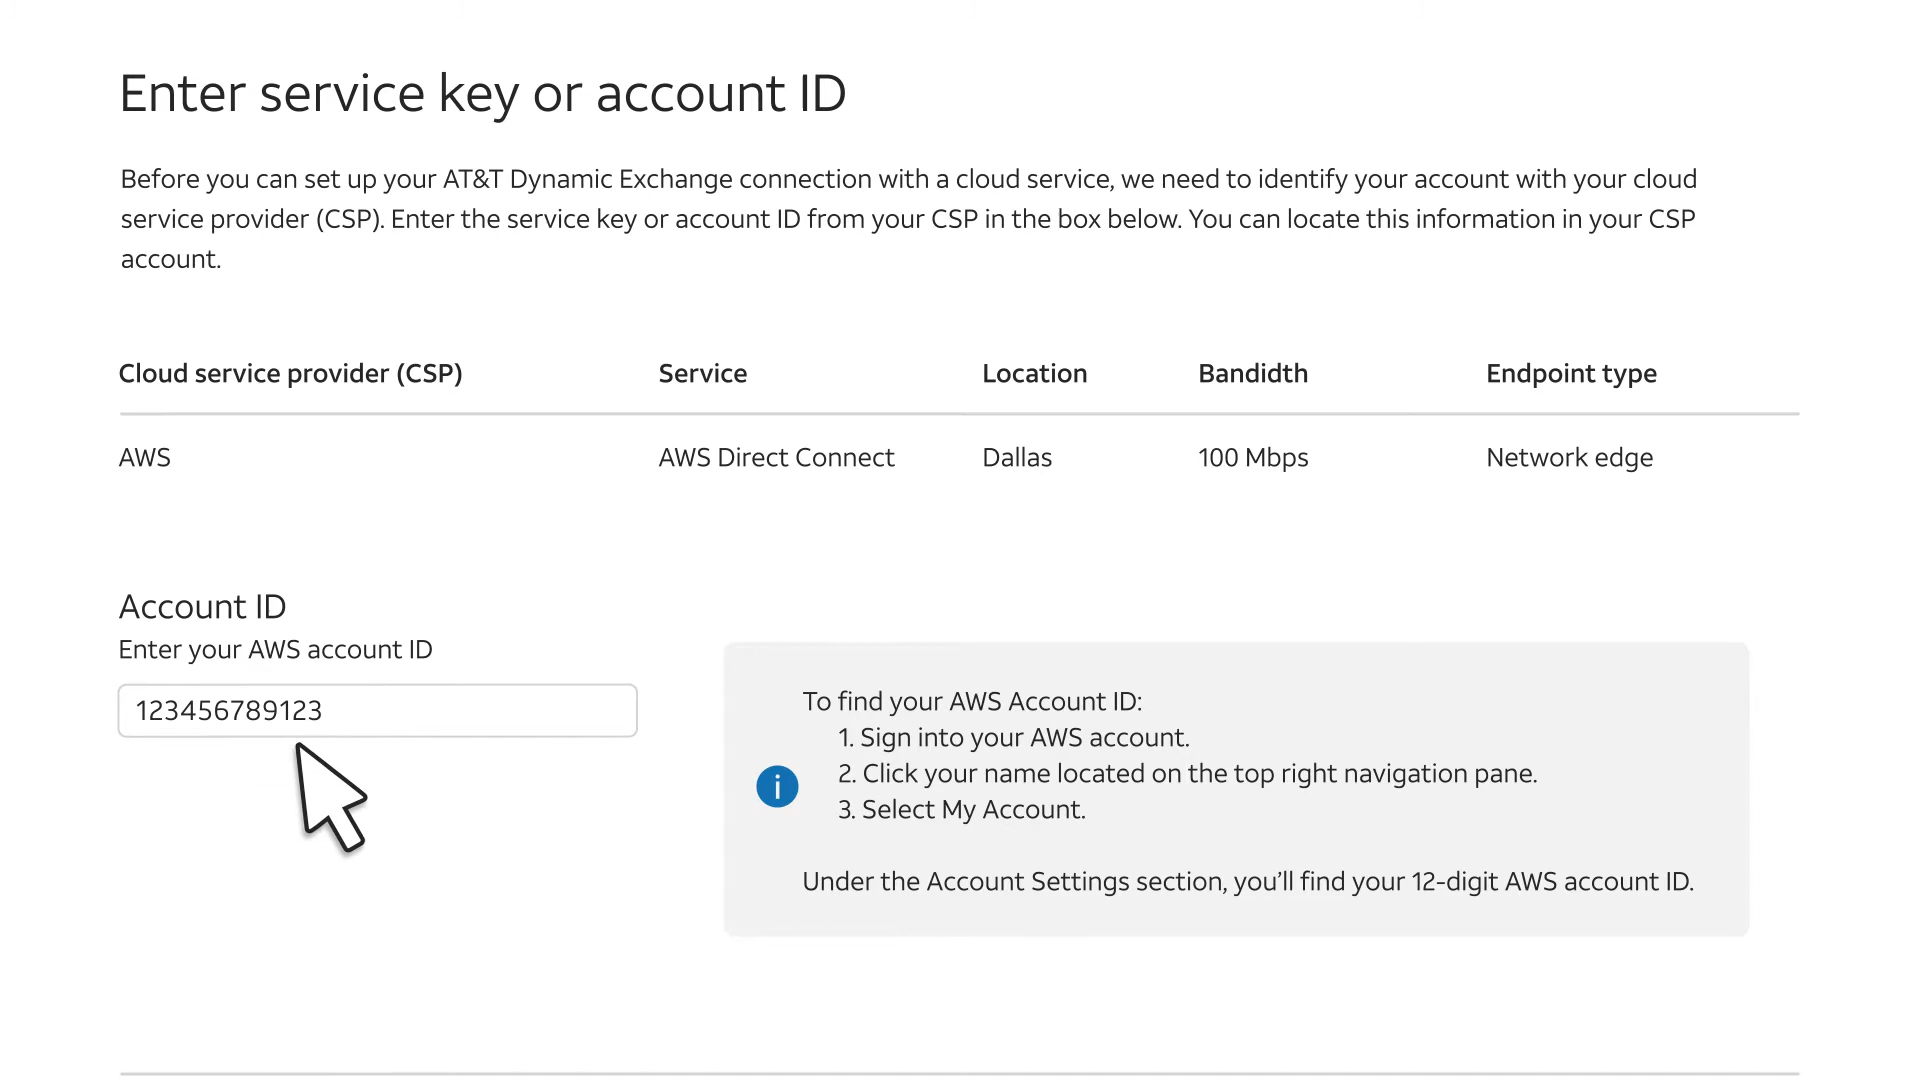 Enter service key or account ID
Before you can set up your AT&T Dynamic Exchange connection with a cloud service, we need to identify your account with your cloud
service provider (CSP). Enter the service key or account ID from your CSP in the box below. You can locate this information in your CSP
account.
Cloud service provider (CSP) Service Location Bandidth Endpoint type
AWS AWS Direct Connect Dallas 100 Mbps Network edge
Account ID
Enter your AWS account ID
123456789123
To find your AWS Account ID:
1. Sign into your AWS account.
2. Click your name located on the top right navigation pane.
i
3. Select My Account.
Under the Account Settings section, you’ll find your 12-digit AWS account ID.